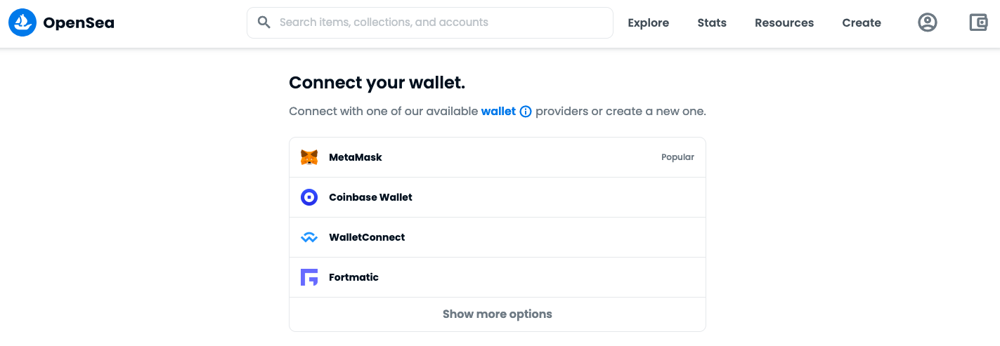 OpenSea
Search items, collections, and accounts
Explore
Stats
Resources
Create
Connect your wallet.
Connect with one of our available wallet providers or create a new one.
MetaMask
Popular
Coinbase Wallet
WalletConnect
Fortmatic
Show more options